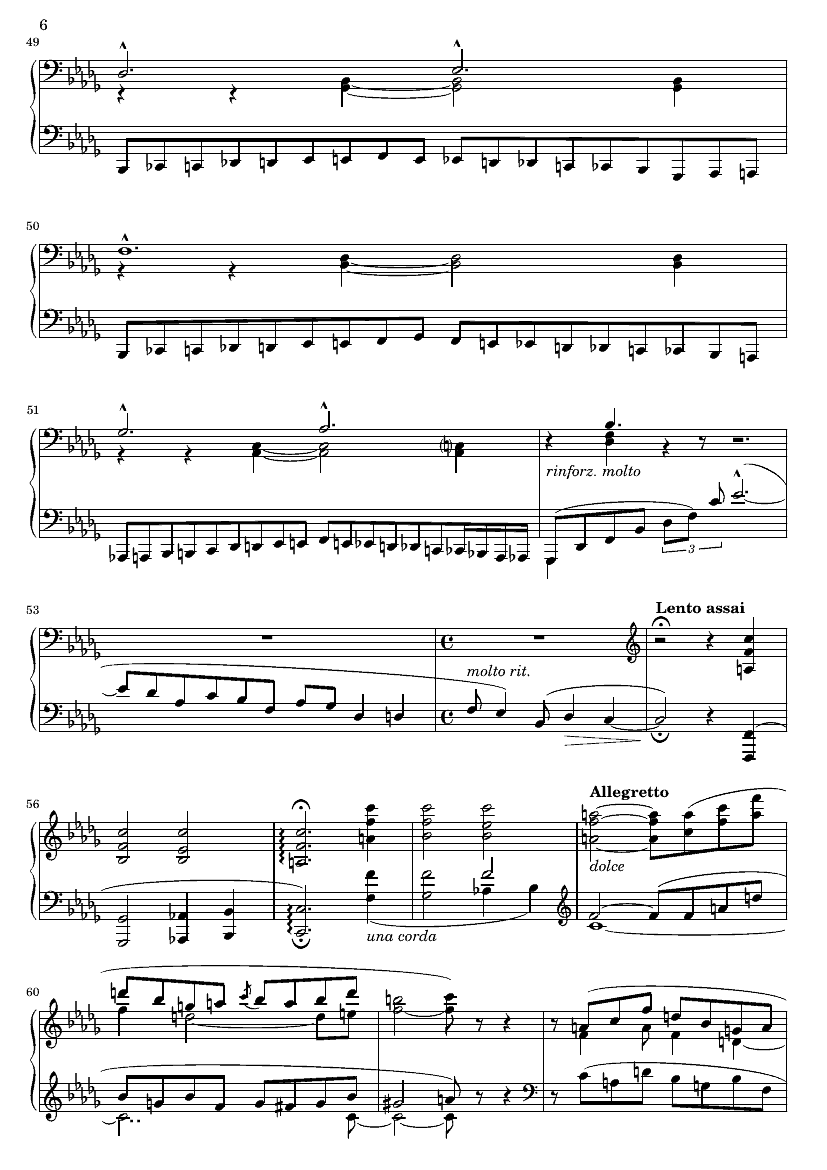 6
49
50
51
rinforz. molto
3
53
Lento assai
molto rit.
56
Allegretto
dolce
una corda
60